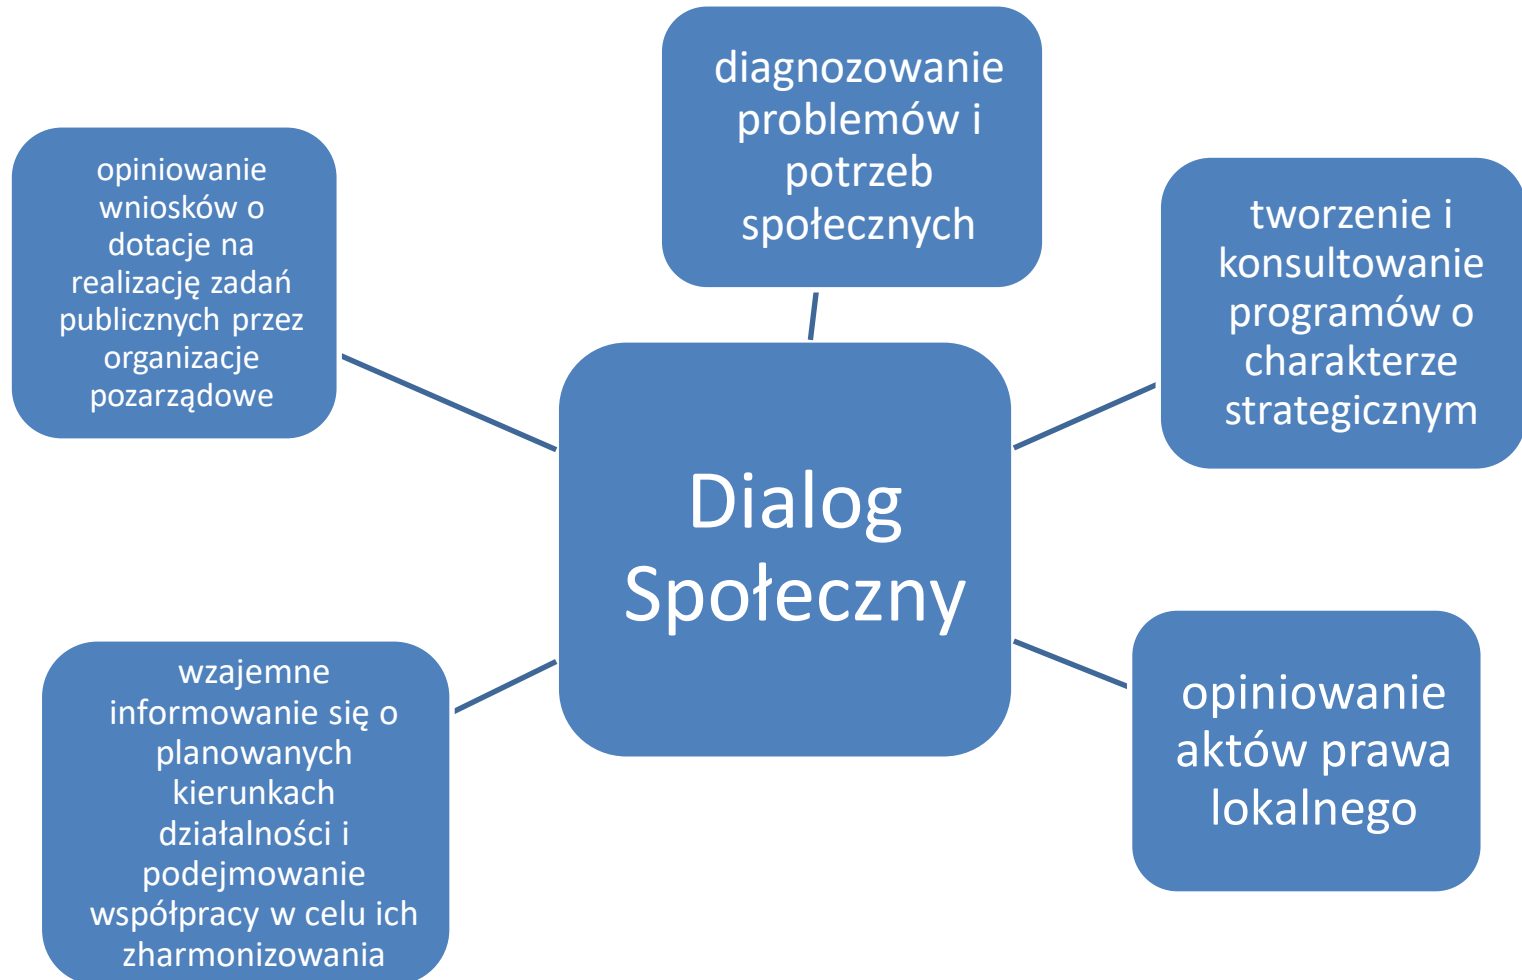 diagnozowanie
problemów i
potrzeb
społecznych
opiniowanie
wniosków o
dotacje na
realizację zadań
publicznych przez
organizacje
pozarządowe
tworzenie i
konsultowanie
programów o
charakterze
strategicznym
Dialog
Społeczny
wzajemne
informowanie się o
planowanych
kierunkach
działalności i
podejmowanie
współpracy w celu ich
zharmonizowania
opiniowanie
aktów prawa
lokalnego